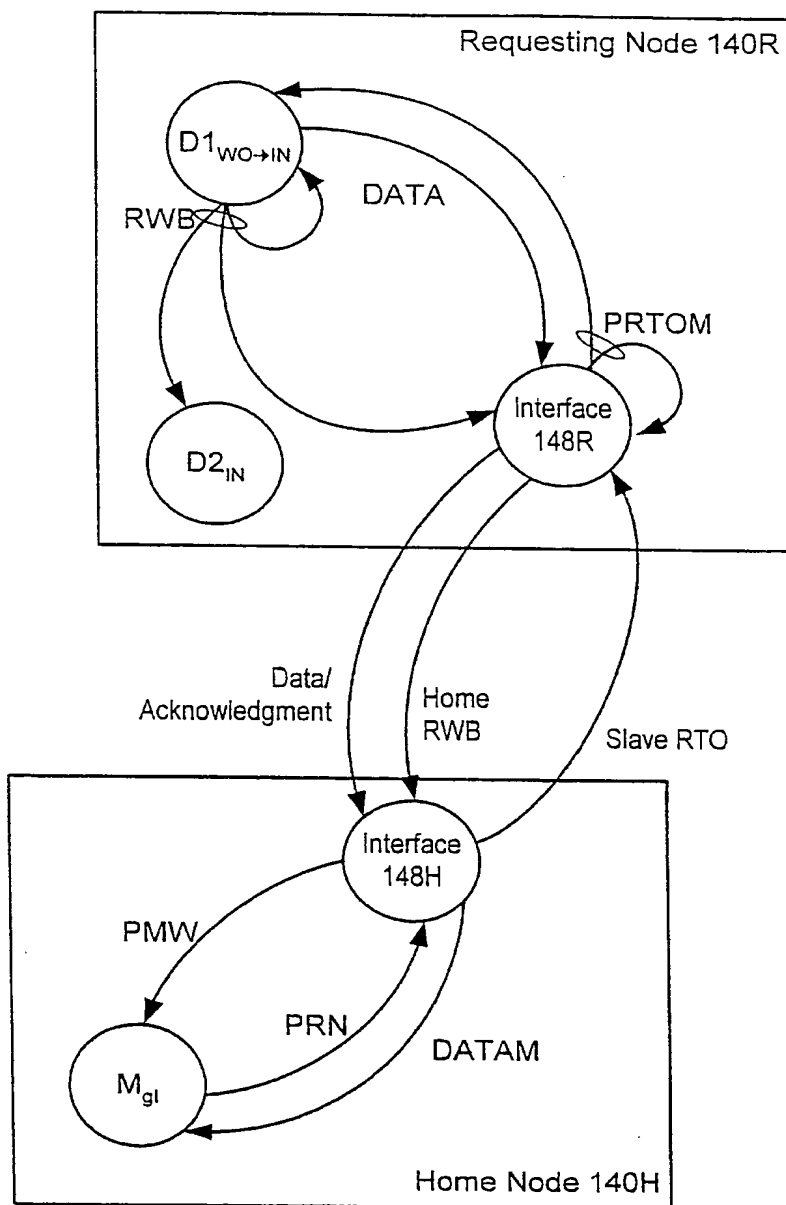 Requesting Node 140R
D1WO→IN
DATA
RWB
PRTOM
Interface
148R
D2IN
Data/
Acknowledgment
Home
RWB
Slave RTO
Interface
148H
PMW
PRN
DATAM
Mgl
Home Node 140H